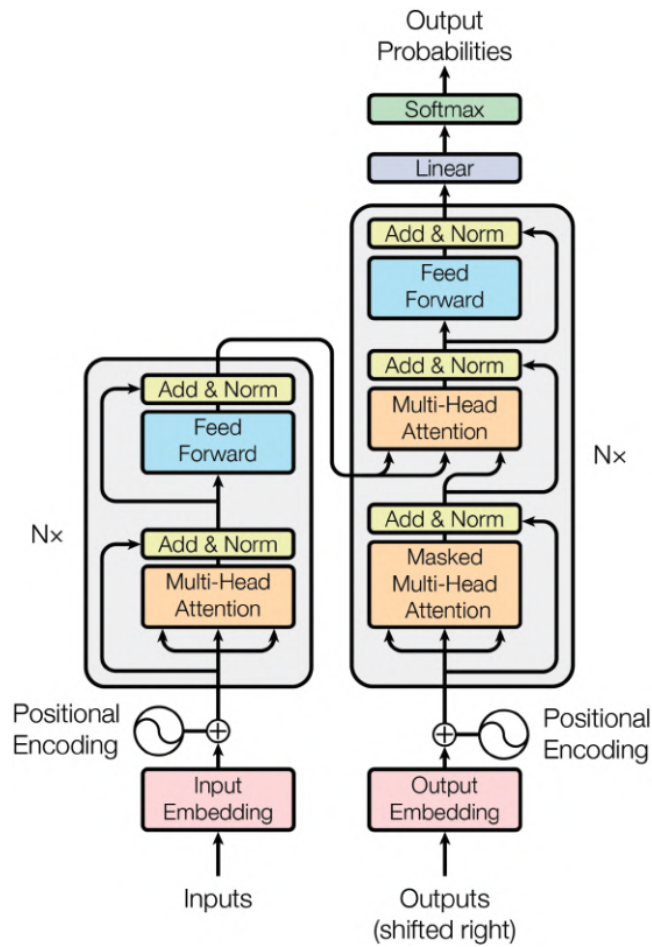 Output
Probabilities
Softmax
Linear
Add & Norm
Feed
Forward
Add & Norm
Multi-Head
Attention
Add & Norm
Masked
Multi-Head
Attention
Nx
Positional
Encoding
Output
Embedding
Outputs
(shifted right)
Add & Norm
Feed
Forward
Add & Norm
Multi-Head
Attention
Nx
Positional
Encoding
Input
Embedding
Inputs